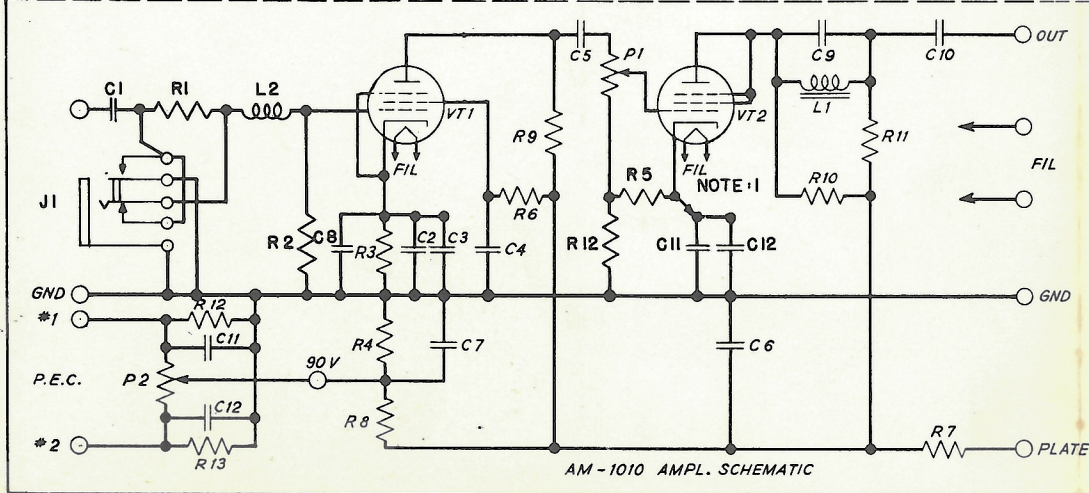 C5 P1 C9 C10 OUT
C1 R1 L2 VT1 R9 VT2 L1 R11
FIL FIL FIL
J1 R6 R5 NOTE:1 R10
R2 C8 R3 C2 C3 C4 R12 C11 C12
GND R12 GND
#1 C11 R4 C7 C6
90V
P.E.C. P2
C12 R8
#2 R13 R7 PLATE
AM-1010 AMPL. SCHEMATIC